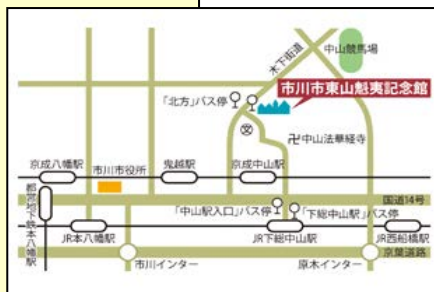 木下街道
中山競馬場
市川市東山魁夷記念館
「北方」バス停
文
卍中山法華経寺
京成八幡駅
市川市役所
鬼越駅
京成中山駅
都営地下鉄本八幡駅
国道14号
「中山駅入口」バス停
「下総中山駅」バス停
JR本八幡駅
JR下総中山駅
JR西船橋駅
京葉道路
市川インター
原木インター